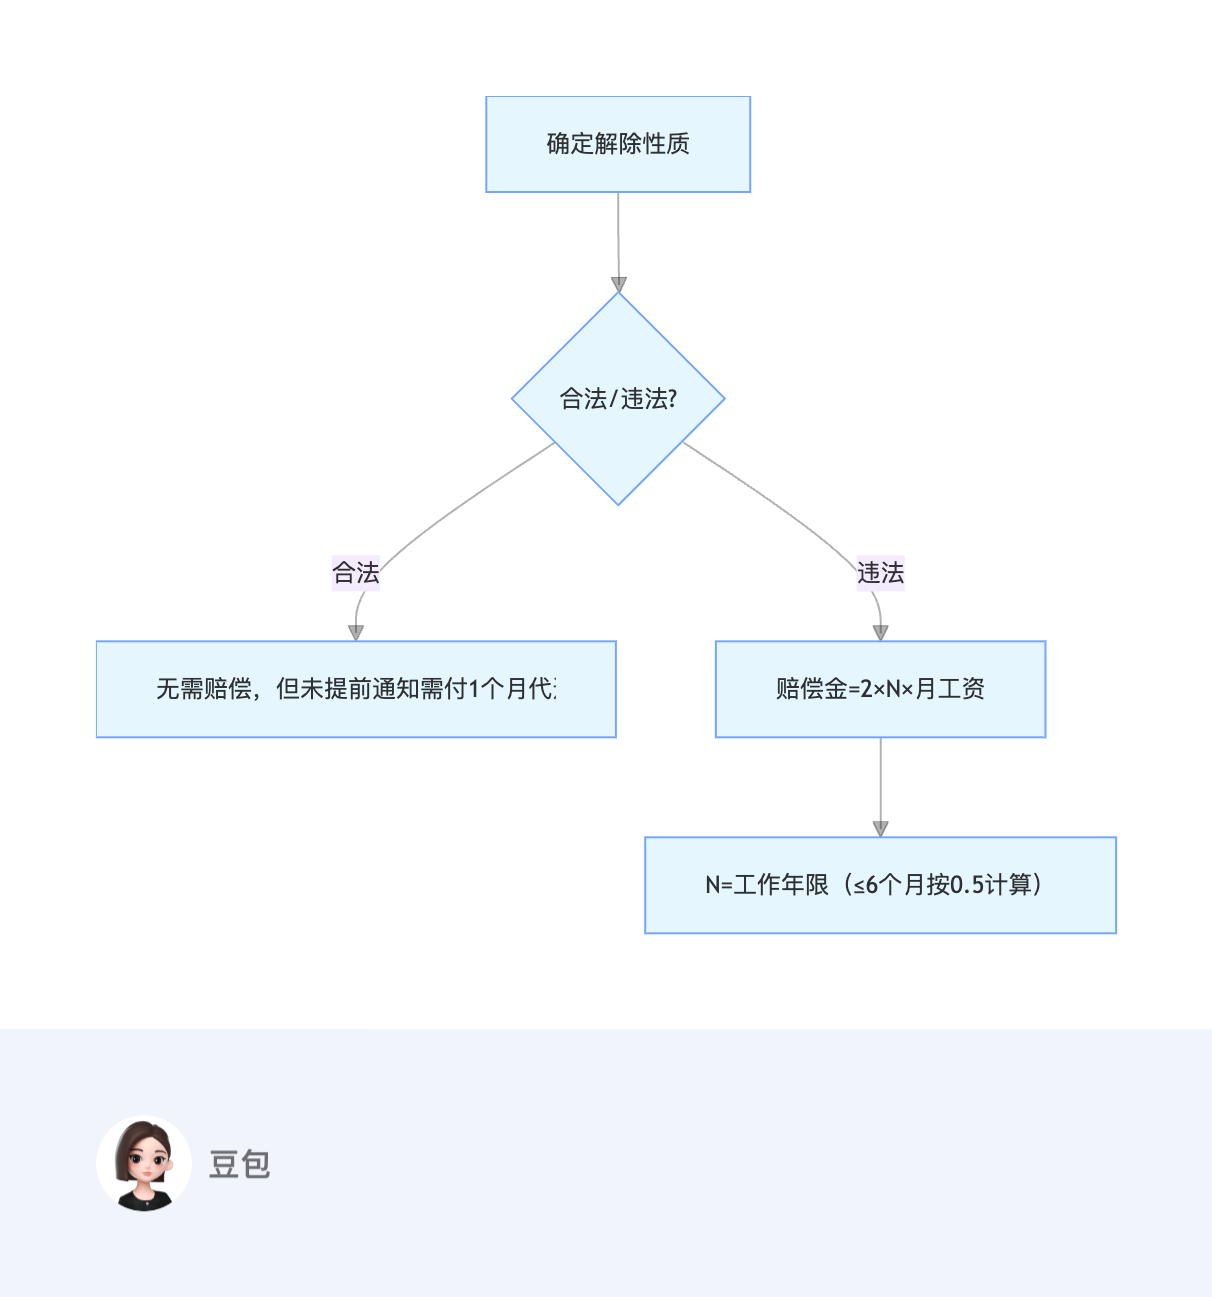 确定解除性质
合法/违法?
合法
违法
无需赔偿，但未提前通知需付1个月代
赔偿金=2×N×月工资
N=工作年限（≤6个月按0.5计算）
豆包